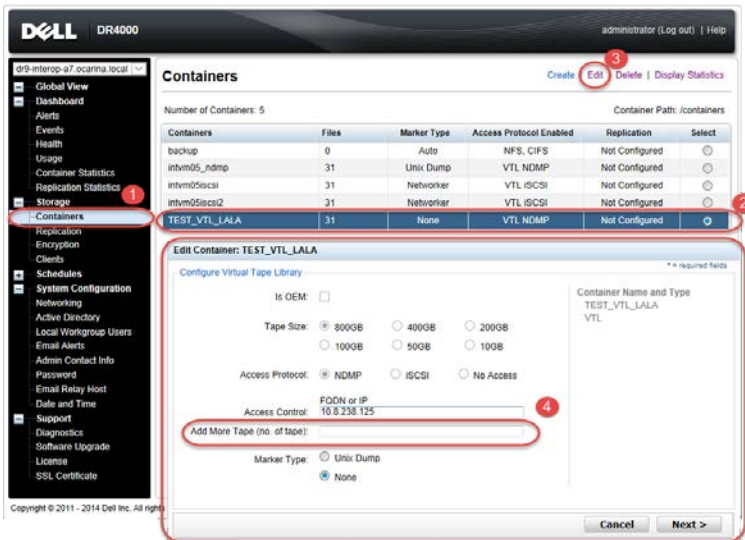 DELL DR4000
administrator (Log out) | Help
dr9-interop-a7.ocarina.local
Global View
Dashboard
Alerts
Events
Health
Usage
Container Statistics
Replication Statistics
1
Storage
Containers
Replication
Encryption
Clients
Schedules
System Configuration
Networking
Active Directory
Local Workgroup Users
Email Alerts
Admin Contact Info
Password
Email Relay Host
Date and Time
Support
Diagnostics
Software Upgrade
License
SSL Certificate
3
Containers
Create Edit Delete | Display Statistics
Number of Containers: 5 Container Path: /containers
Containers Files Marker Type Access Protocol Enabled Replication Select
backup 0 Auto NFS, CIFS Not Configured
intvm05_ndmp 31 Unix Dump VTL NDMP Not Configured
intvm05iscsi 31 Networker VTL iSCSI Not Configured
intvm05iscsi2 31 Networker VTL iSCSI Not Configured
2
TEST_VTL_LALA 31 None VTL NDMP Not Configured
Edit Container: TEST_VTL_LALA
* = required fields
Configure Virtual Tape Library
Is OEM:
Tape Size: 800GB 400GB 200GB
100GB 50GB 10GB
Access Protocol: NDMP iSCSI No Access
FQDN or IP
Access Control: 10.8.238.125
4
Add More Tape (no. of tape):
Marker Type: Unix Dump
None
Container Name and Type
TEST_VTL_LALA
VTL
Cancel Next >
Copyright © 2011 - 2014 Dell Inc. All